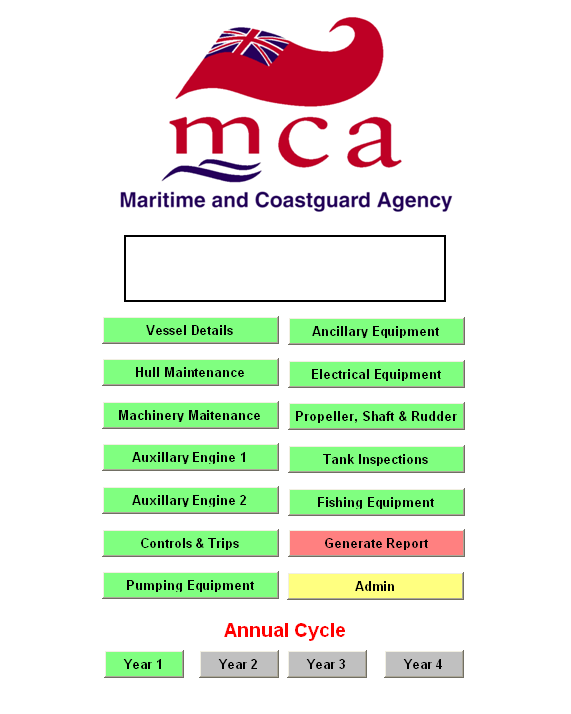 mca
Maritime and Coastguard Agency
Vessel Details
Ancillary Equipment
Hull Maintenance
Electrical Equipment
Machinery Maitenance
Propeller, Shaft & Rudder
Auxillary Engine 1
Tank Inspections
Auxillary Engine 2
Fishing Equipment
Controls & Trips
Generate Report
Pumping Equipment
Admin
Annual Cycle
Year 1
Year 2
Year 3
Year 4